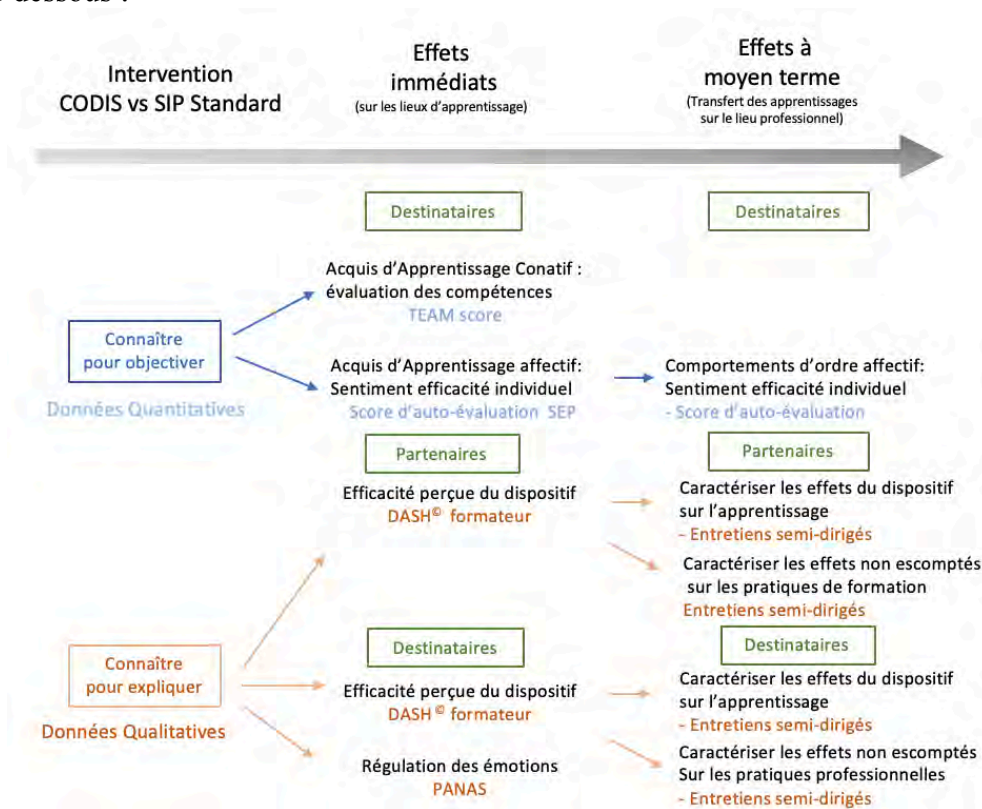 Intervention
CODIS vs SIP Standard
Effets
immédiats
(sur les lieux d'apprentissage)
Effets à
moyen terme
(Transfert des apprentissages
sur le lieu professionnel)
Destinataires
Destinataires
Acquis d'Apprentissage Conatif :
évaluation des compétences
TEAM score
Connaître
pour objectiver
Données Quantitatives
Acquis d'Apprentissage affectif:
Sentiment efficacité individuel
Score d'auto-évaluation SEP
Comportements d'ordre affectif:
Sentiment efficacité individuel
- Score d'auto-évaluation
Partenaires
Partenaires
Efficacité perçue du dispositif
DASH© formateur
Caractériser les effets du dispositif
sur l'apprentissage
- Entretiens semi-dirigés
Caractériser les effets non escomptés
sur les pratiques de formation
Entretiens semi-dirigés
Connaître
pour expliquer
Données Qualitatives
Destinataires
Destinataires
Efficacité perçue du dispositif
DASH© formateur
Caractériser les effets du dispositif
sur l'apprentissage
- Entretiens semi-dirigés
Régulation des émotions
PANAS
Caractériser les effets non escomptés
Sur les pratiques professionnelles
- Entretiens semi-dirigés